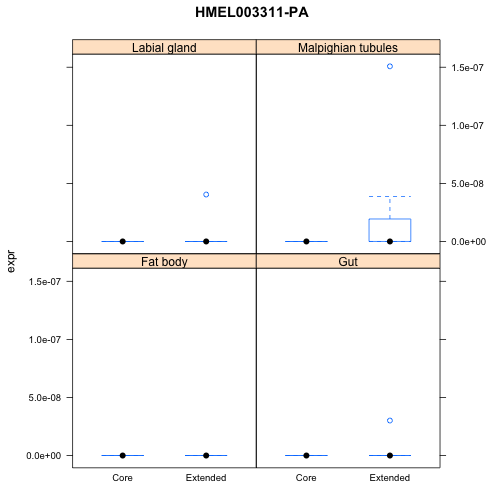 HMEL003311-PA
Labial gland
Malpighian tubules
1.5e-07
1.0e-07
5.0e-08
0.0e+00
expr
Fat body
Gut
1.5e-07
1.0e-07
5.0e-08
0.0e+00
Core
Extended
Core
Extended